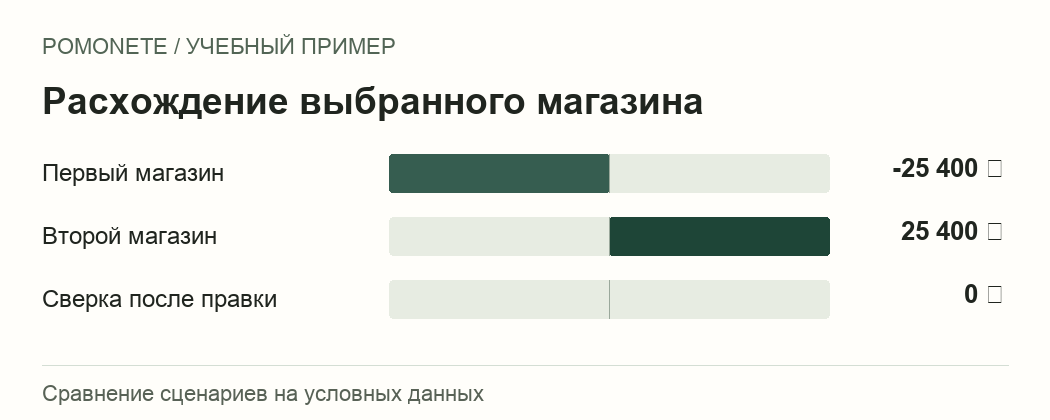 POMONETE / УЧЕБНЫЙ ПРИМЕР
Расхождение выбранного магазина
Первый магазин -25 400 □
Второй магазин 25 400 □
Сверка после правки 0 □
Сравнение сценариев на условных данных